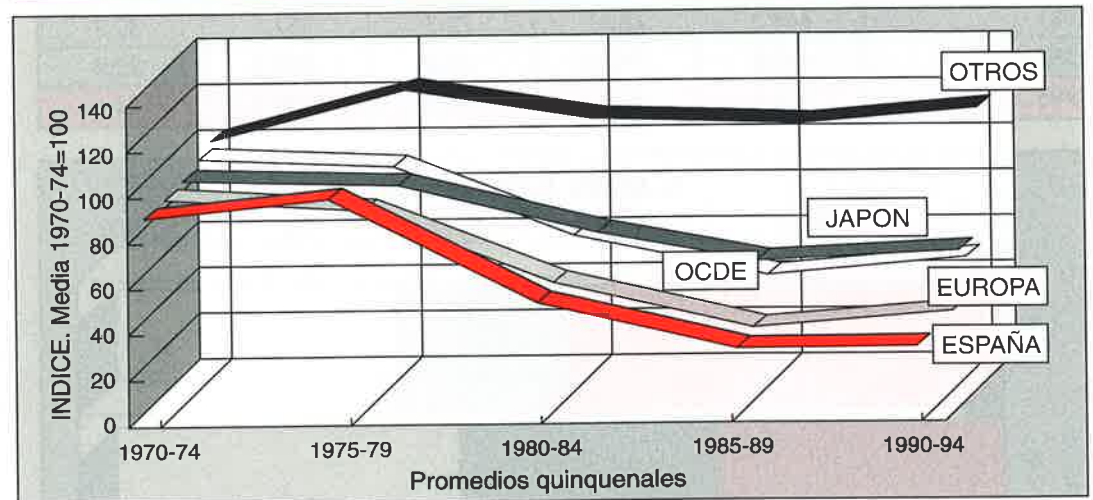 INDICE. Media 1970-74=100
140
120
100
80
60
40
20
0
OTROS
JAPON
OCDE
EUROPA
ESPAÑA
1970-74
1975-79
1980-84
1985-89
1990-94
Promedios quinquenales